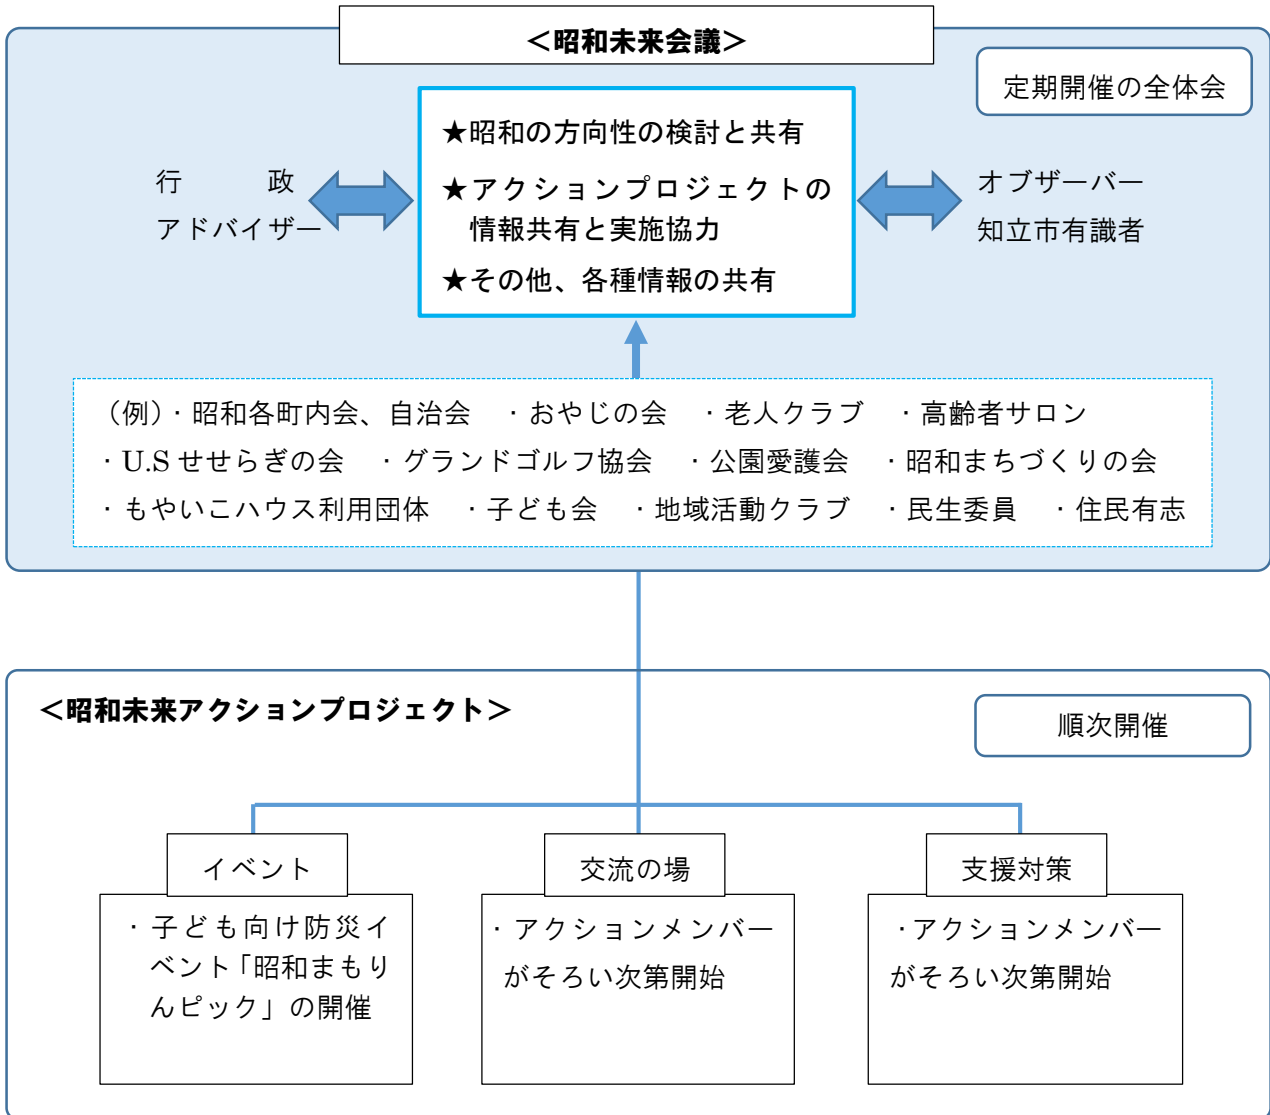 ＜昭和未来会議＞
定期開催の全体会
★昭和の方向性の検討と共有
★アクションプロジェクトの
情報共有と実施協力
★その他、各種情報の共有
行　　政
アドバイザー
オブザーバー
知立市有識者
（例）・昭和各町内会、自治会　・おやじの会　・老人クラブ　・高齢者サロン
・U.S せせらぎの会　・グランドゴルフ協会　・公園愛護会　・昭和まちづくりの会
・もやいこハウス利用団体　・子ども会　・地域活動クラブ　・民生委員　・住民有志
＜昭和未来アクションプロジェクト＞
順次開催
イベント
・子ども向け防災イ
ベント「昭和まもり
んピック」の開催
交流の場
・アクションメンバー
がそろい次第開始
支援対策
・アクションメンバー
がそろい次第開始